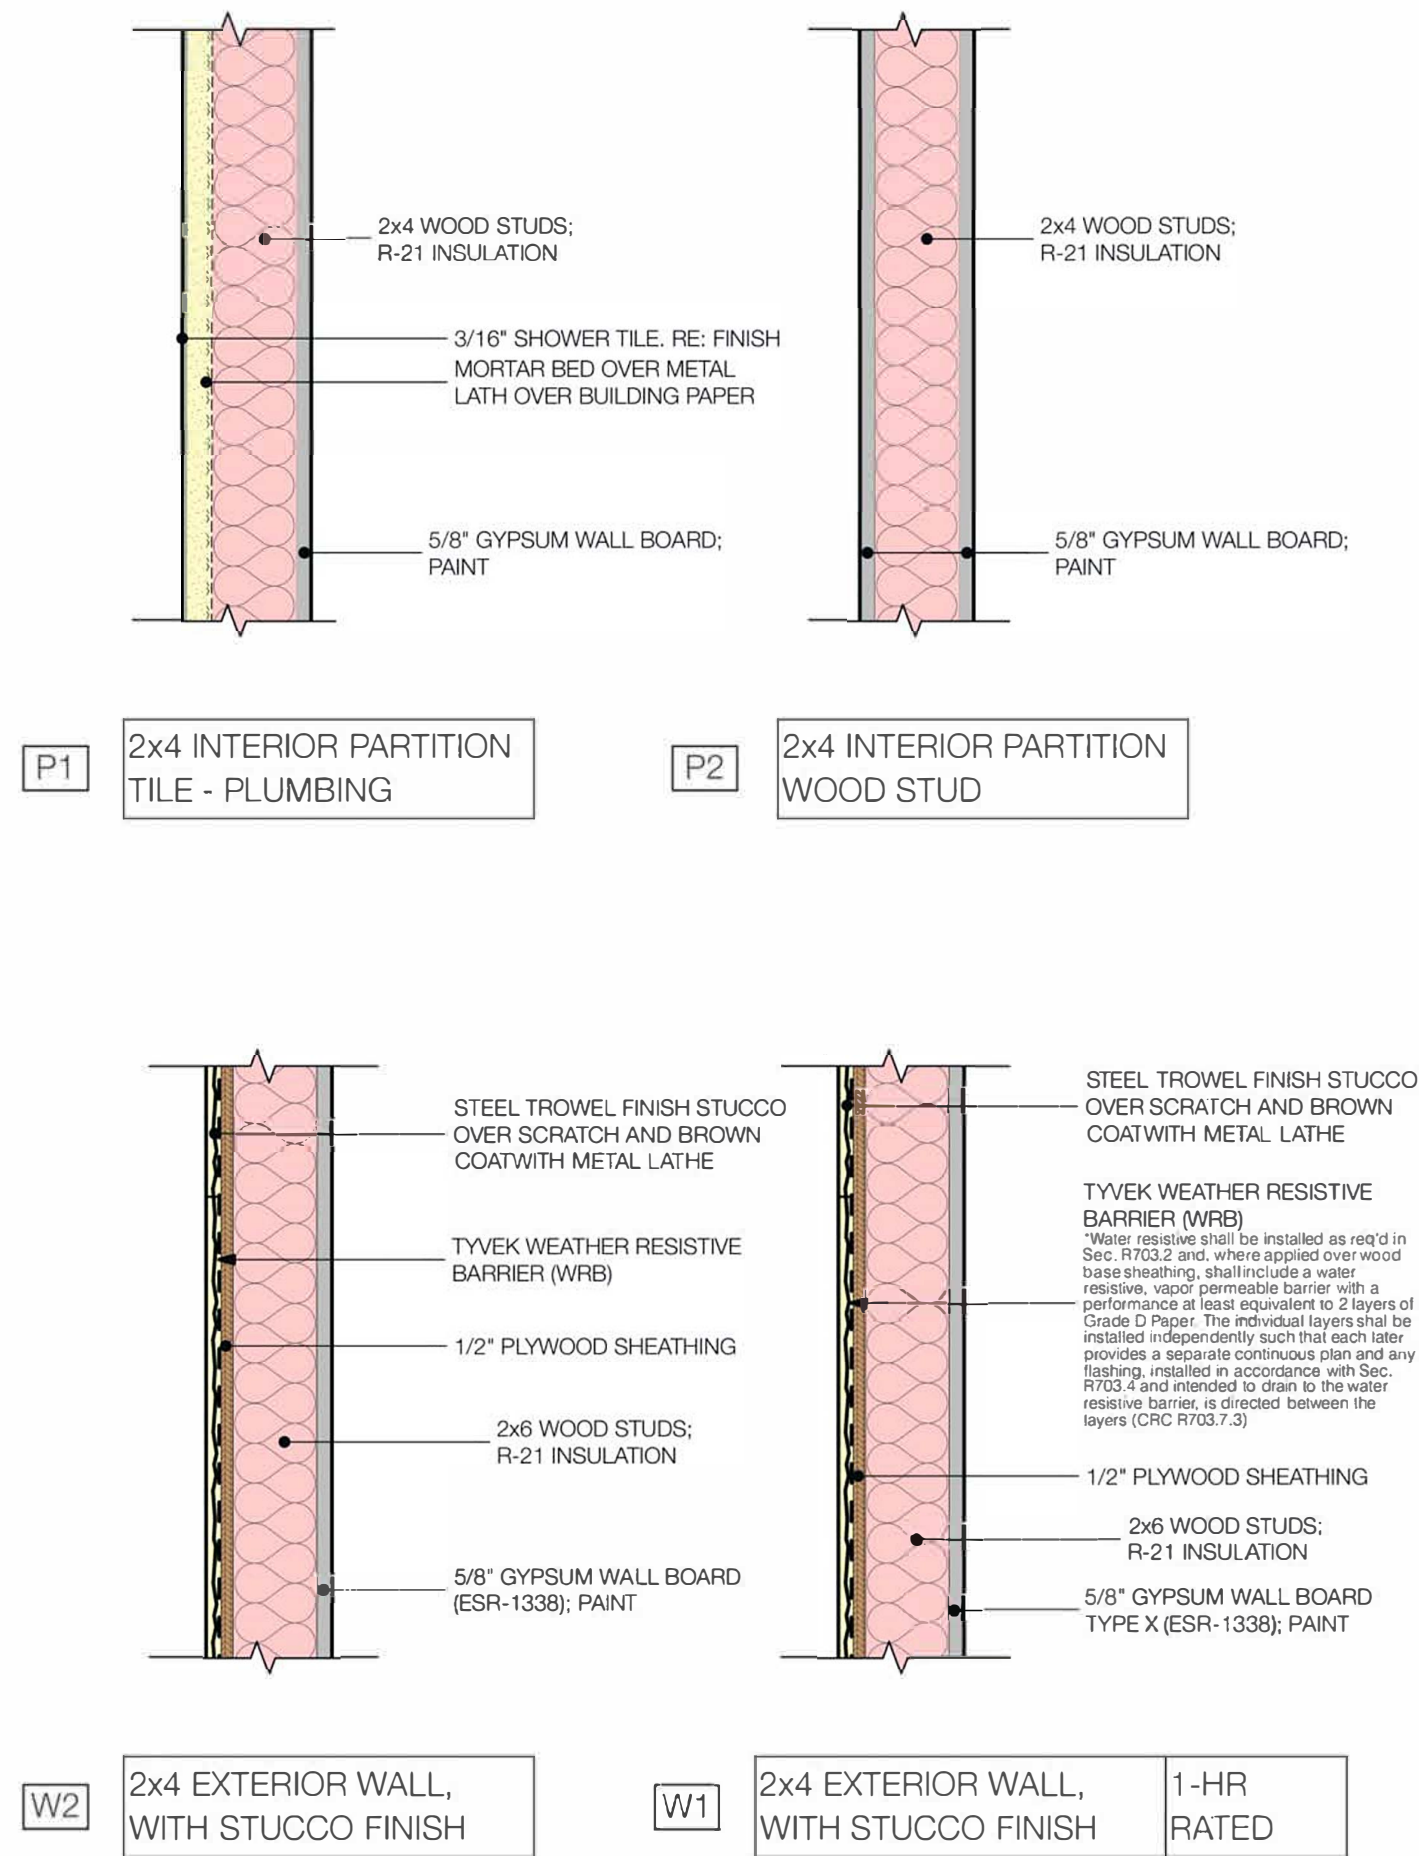 2x4 WOOD STUDS;
R-21 INSULATION
3/16" SHOWER TILE. RE: FINISH
MORTAR BED OVER METAL
LATH OVER BUILDING PAPER
5/8" GYPSUM WALL BOARD;
PAINT
P1
2x4 INTERIOR PARTITION
TILE - PLUMBING
2x4 WOOD STUDS;
R-21 INSULATION
5/8" GYPSUM WALL BOARD;
PAINT
P2
2x4 INTERIOR PARTITION
WOOD STUD
STEEL TROWEL FINISH STUCCO
OVER SCRATCH AND BROWN
COATWITH METAL LATHE
TYVEK WEATHER RESISTIVE
BARRIER (WRB)
1/2" PLYWOOD SHEATHING
2x6 WOOD STUDS;
R-21 INSULATION
5/8" GYPSUM WALL BOARD
(ESR-1338); PAINT
W2
2x4 EXTERIOR WALL,
WITH STUCCO FINISH
STEEL TROWEL FINISH STUCCO
OVER SCRATCH AND BROWN
COATWITH METAL LATHE
TYVEK WEATHER RESISTIVE
BARRIER (WRB)
*Water resistive shall be installed as req'd in
Sec. R703.2 and, where applied over wood
base sheathing, shall include a water
resistive, vapor permeable barrier with a
performance at least equivalent to 2 layers of
Grade D Paper. The individual layers shal be
installed independently such that each later
provides a separate continuous plan and any
flashing, installed in accordance with Sec.
R703.4 and intended to drain to the water
resistive barrier, is directed between the
layers (CRC R703.7.3)
1/2" PLYWOOD SHEATHING
2x6 WOOD STUDS;
R-21 INSULATION
5/8" GYPSUM WALL BOARD
TYPE X (ESR-1338); PAINT
W1
2x4 EXTERIOR WALL,
WITH STUCCO FINISH
1-HR
RATED